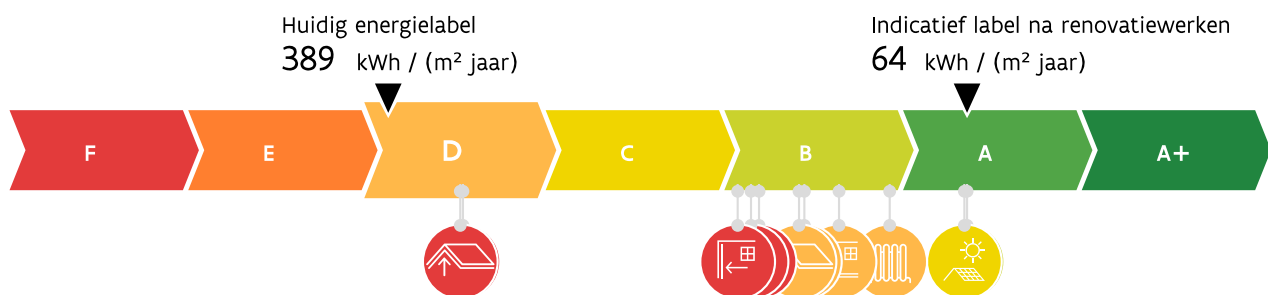 Huidig energielabel
389 kWh / (m² jaar)
Indicatief label na renovatiewerken
64 kWh / (m² jaar)
F
E
D
C
B
A
A+